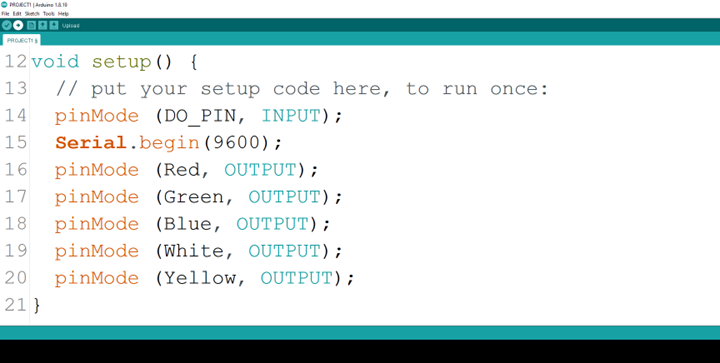 PROJECT1 | Arduino 1.8.19
File Edit Sketch Tools Help
Upload
PROJECT1 §
12 void setup() {
13 // put your setup code here, to run once:
14 pinMode (DO_PIN, INPUT);
15 Serial.begin(9600);
16 pinMode (Red, OUTPUT);
17 pinMode (Green, OUTPUT);
18 pinMode (Blue, OUTPUT);
19 pinMode (White, OUTPUT);
20 pinMode (Yellow, OUTPUT);
21 }